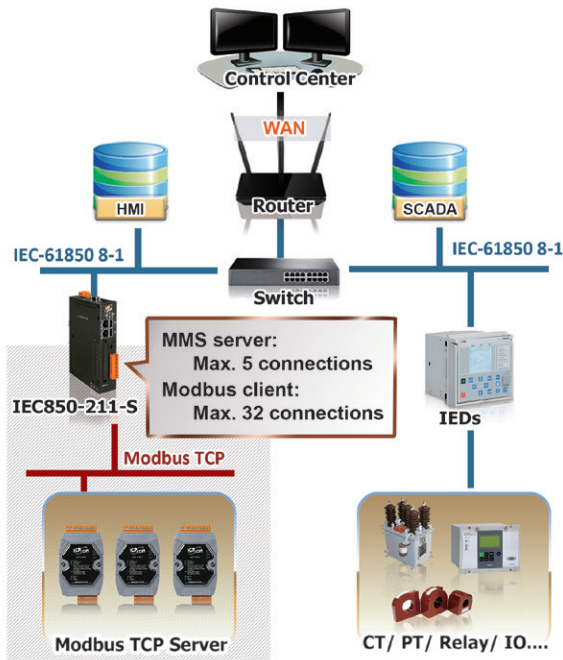 Control Center
WAN
HMI
Router
SCADA
IEC-61850 8-1
IEC-61850 8-1
Switch
MMS server:
Max. 5 connections
Modbus client:
Max. 32 connections
IEC850-211-S
IEDs
Modbus TCP
Modbus TCP Server
CT/ PT/ Relay/ IO....